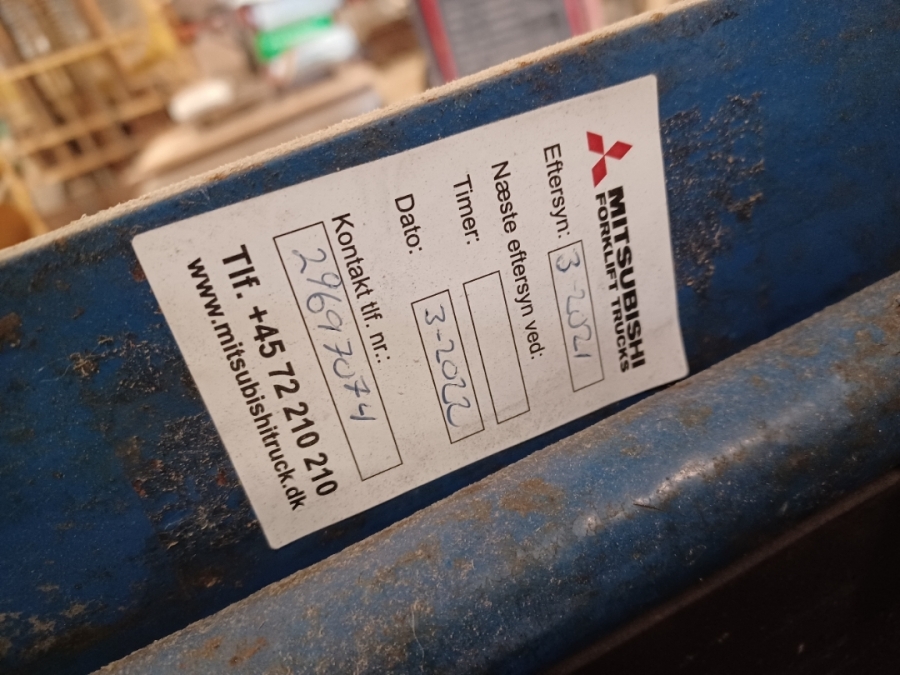 MITSUBISHI
FORKLIFT TRUCKS
Eftersyn: 3-2021
Næste eftersyn ved:
Timer:
Dato: 3-2022
Kontakt tlf. nr.:
29697074
Tlf. +45 72 210 210
www.mitsubishitruck.dk